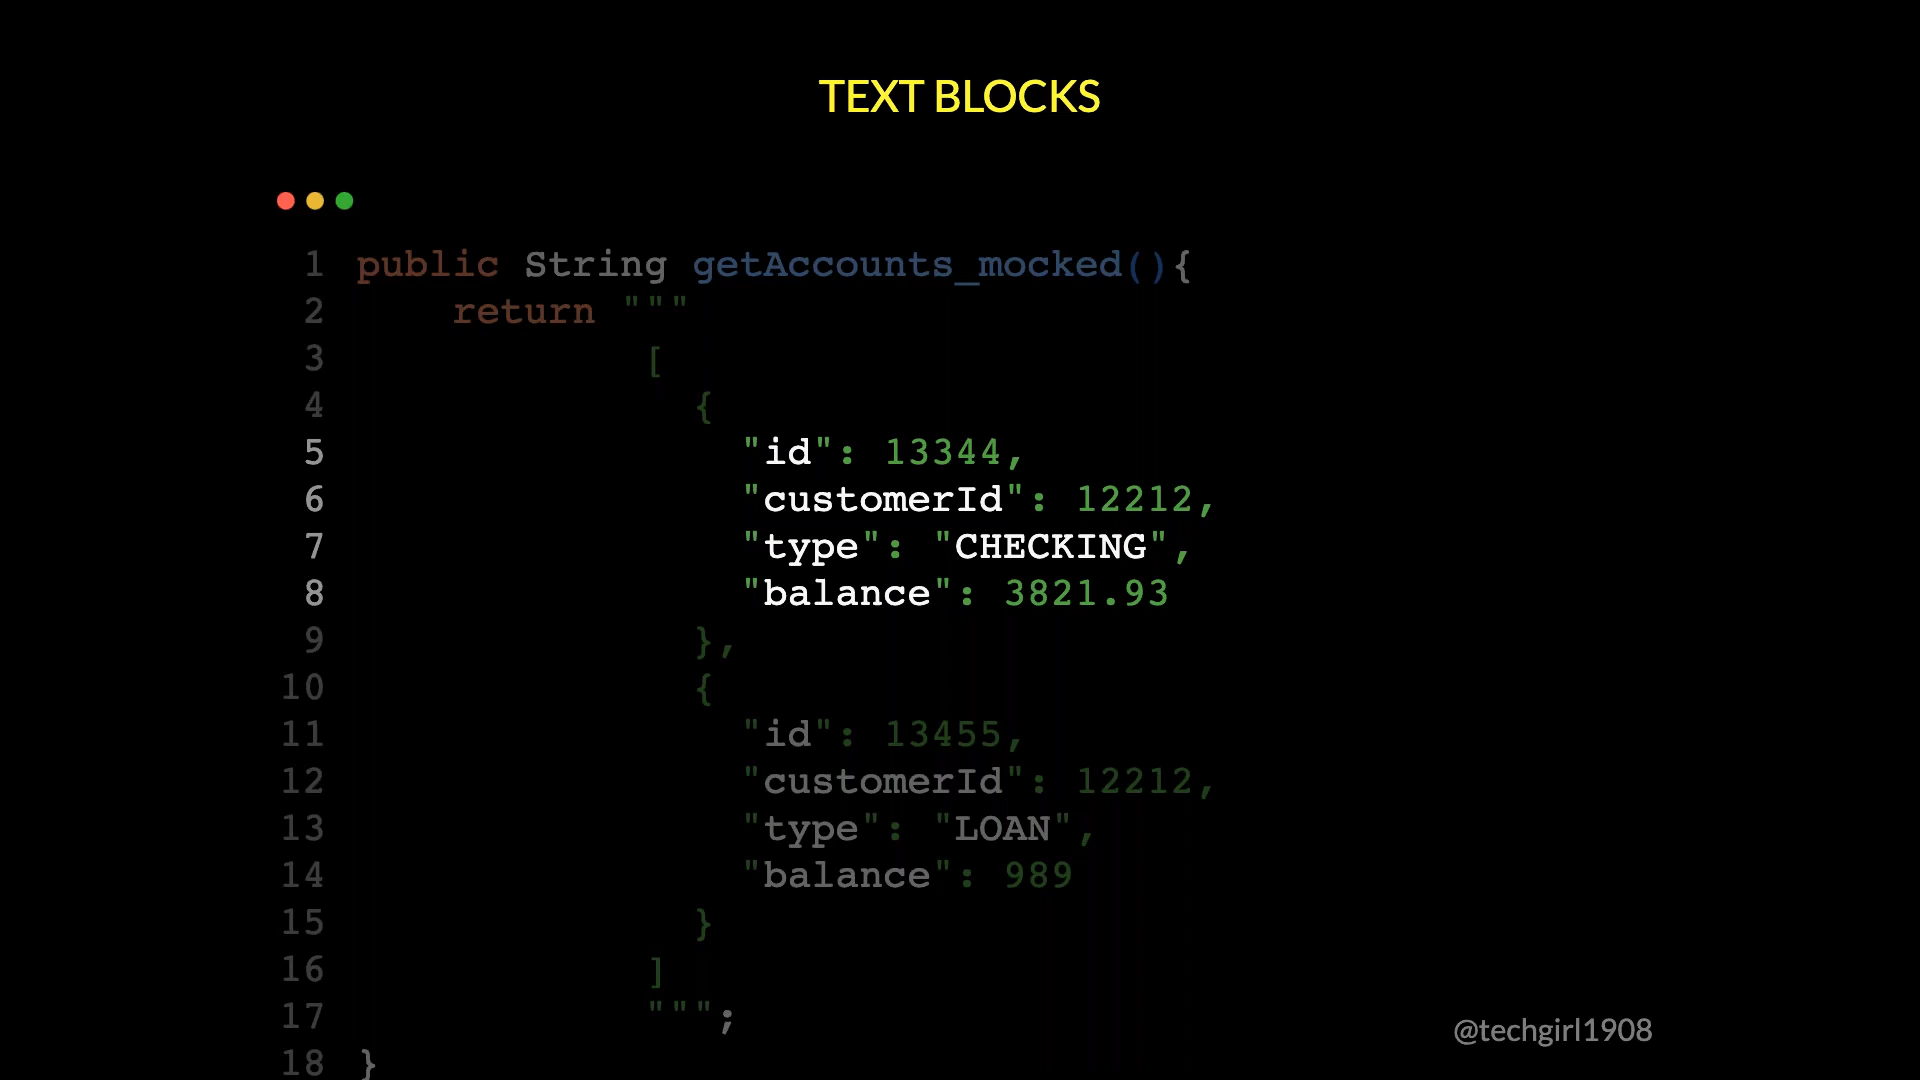 TEXT BLOCKS
1 public String getAccounts_mocked(){
2     return """
3             [
4               {
5                 "id": 13344,
6                 "customerId": 12212,
7                 "type": "CHECKING",
8                 "balance": 3821.93
9               },
10               {
11                 "id": 13455,
12                 "customerId": 12212,
13                 "type": "LOAN",
14                 "balance": 989
15               }
16             ]
17             """;
18 }
@techgirl1908